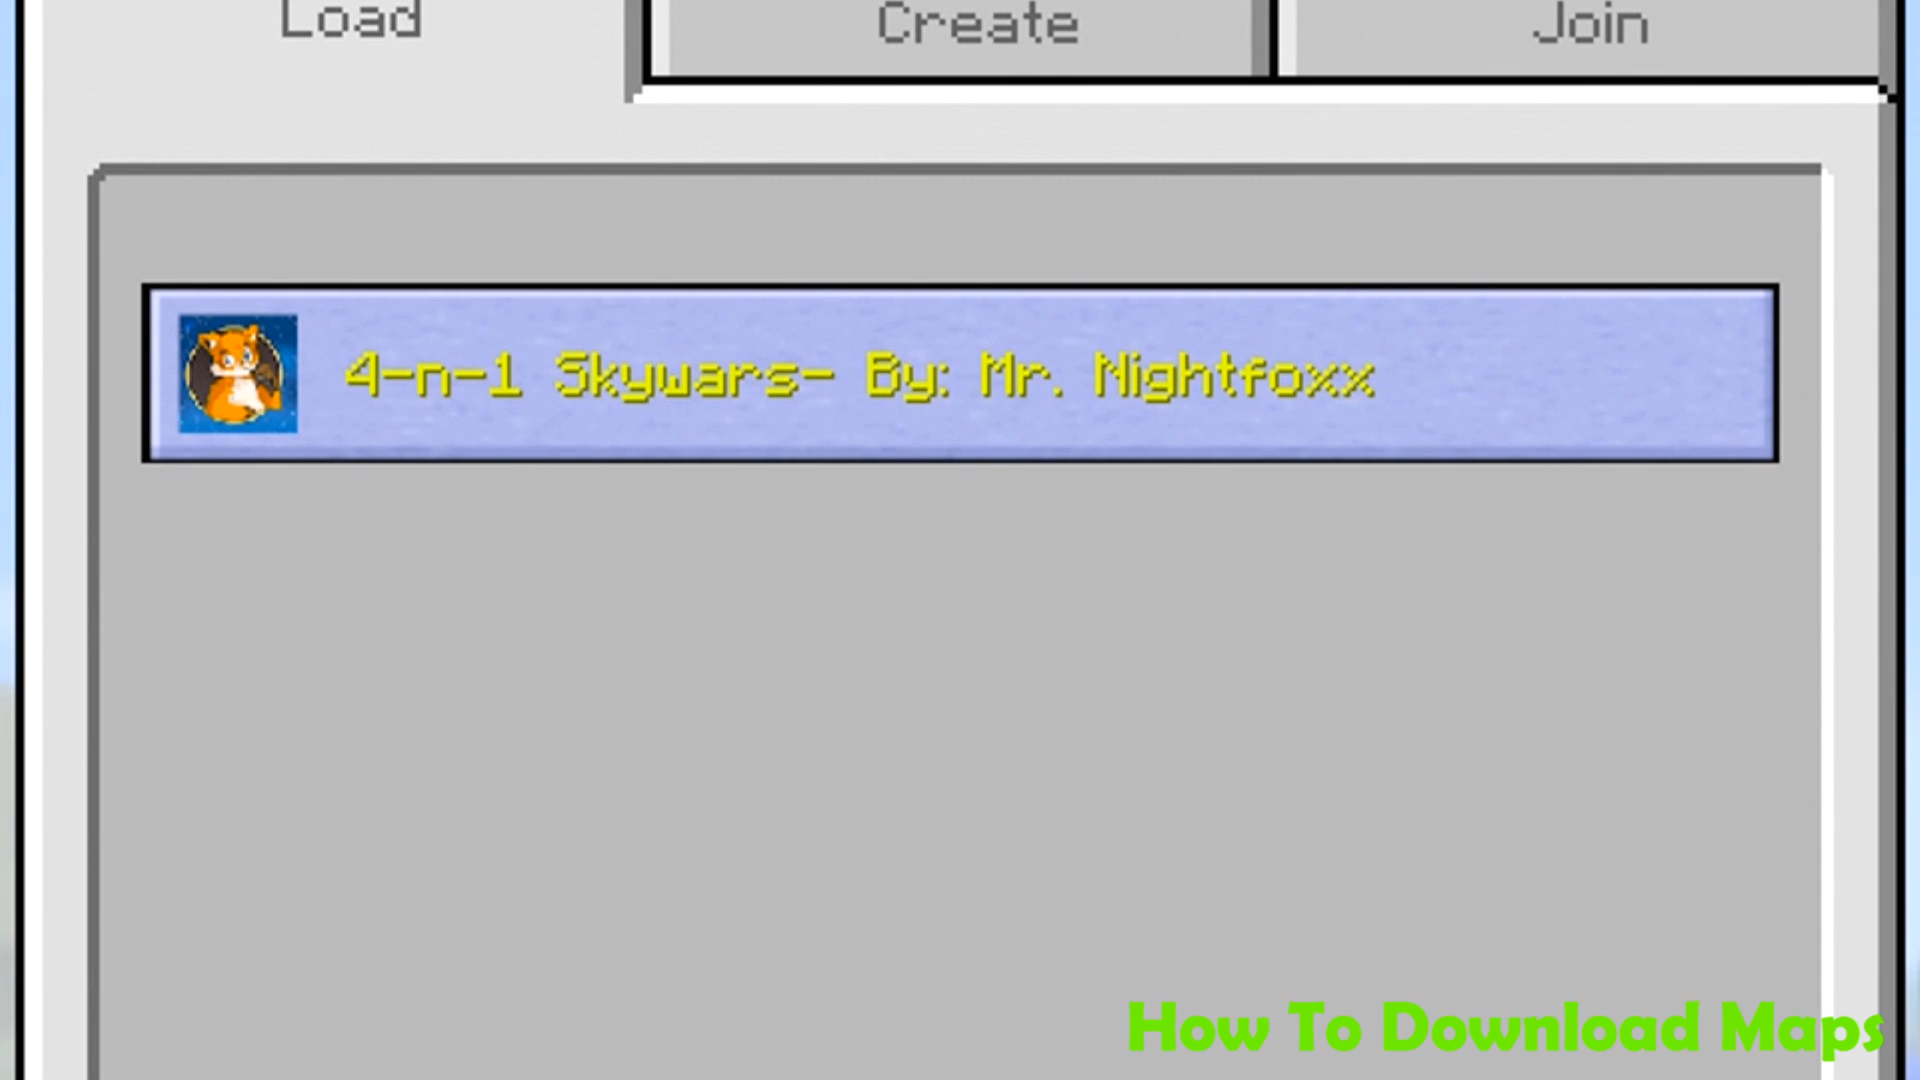 Load
Create
Join
4-n-1 Skywars- By: Mr. Nightfoxx
How To Download Maps